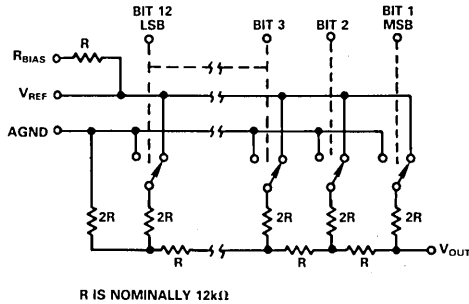 BIT 12
LSB
BIT 3
BIT 2
BIT 1
MSB
R
RBIAS
VREF
AGND
2R
2R
2R
2R
2R
R
R
R
VOUT
R IS NOMINALLY 12kΩ